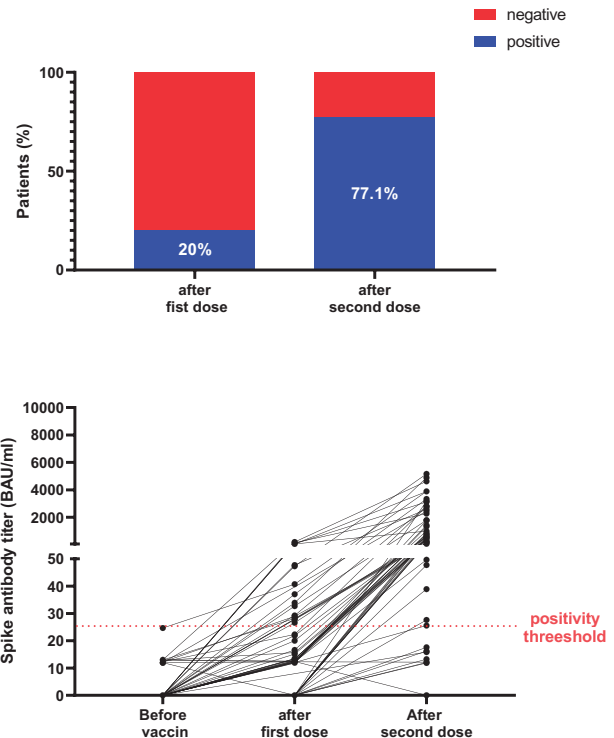 negative
positive
Patients (%)
100
50
0
20%
77.1%
after
fist dose
after
second dose
Spike antibody titer (BAU/ml)
10000
8000
6000
4000
2000
50
40
30
20
10
0
positivity
threeshold
Before
vaccin
after
first dose
After
second dose